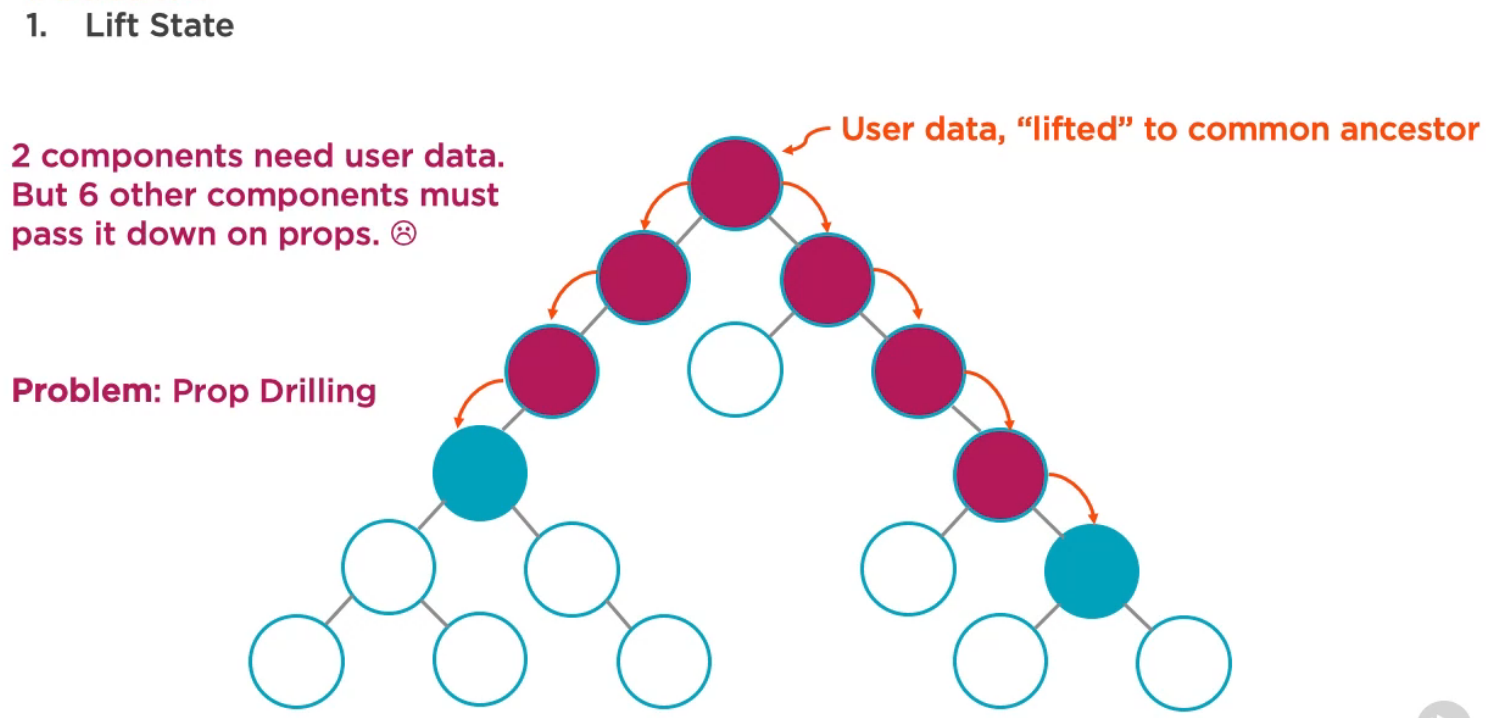 1. Lift State
User data, “lifted” to common ancestor
2 components need user data.
But 6 other components must
pass it down on props. ☹
Problem: Prop Drilling